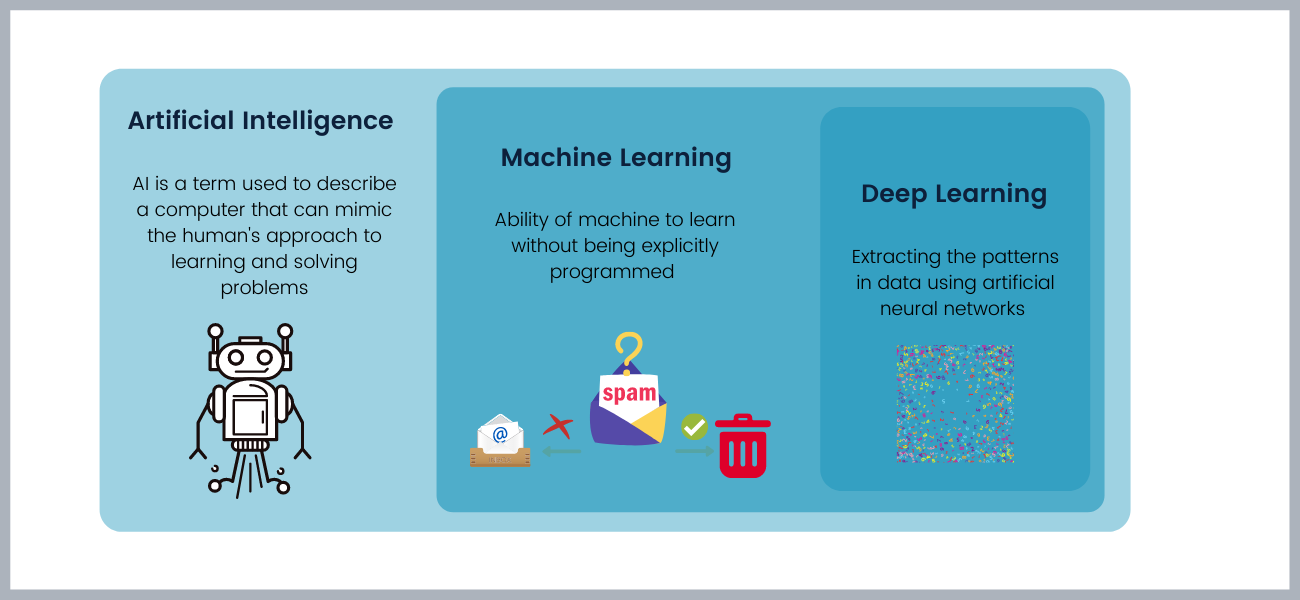 Artificial Intelligence
AI is a term used to describe
a computer that can mimic
the human's approach to
learning and solving
problems
Machine Learning
Ability of machine to learn
without being explicitly
programmed
spam
@
Deep Learning
Extracting the patterns
in data using artificial
neural networks